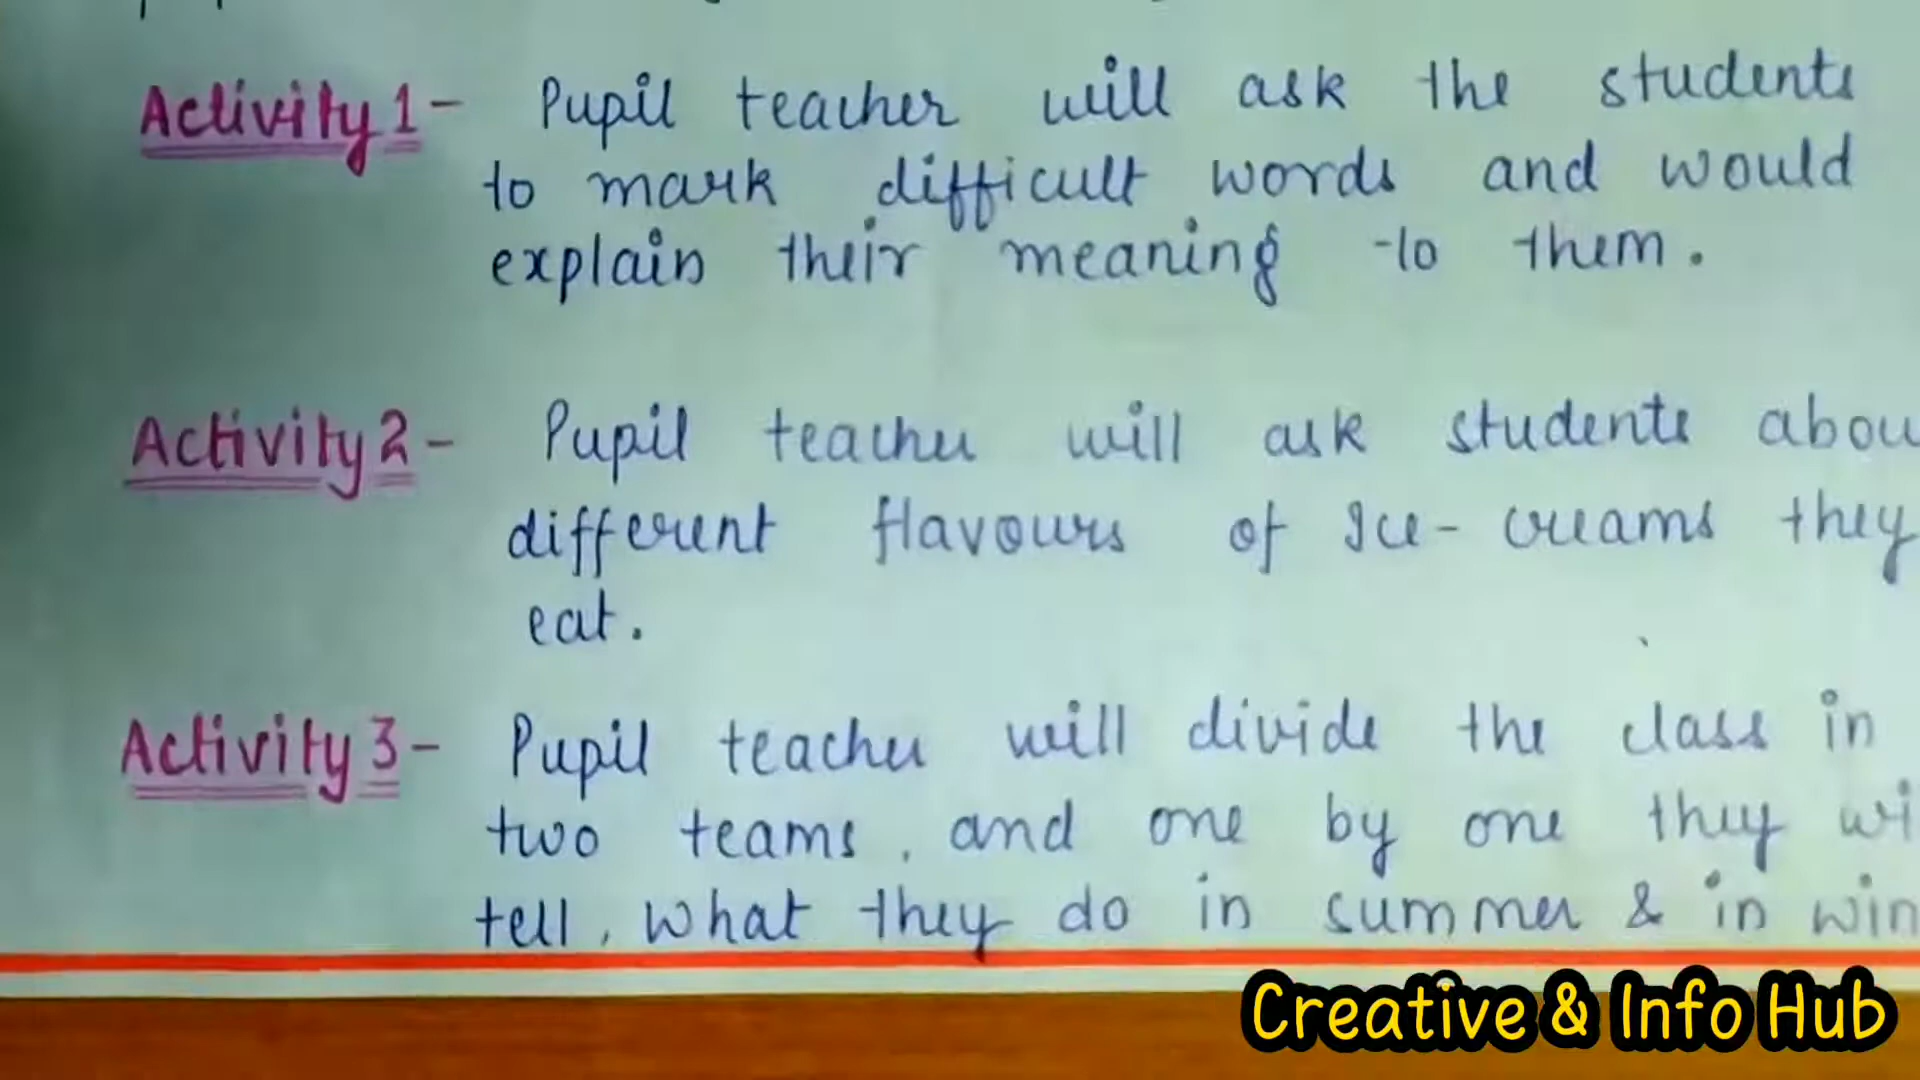 Activity 1 - Pupil teacher will ask the students
to mark difficult words and would
explain their meaning to them.
Activity 2 - Pupil teacher will ask students abou
different flavours of Ice-creams they
eat.
Activity 3 - Pupil teacher will divide the class in
two teams, and one by one they wi
tell, what they do in summer & in win
Creative & Info Hub